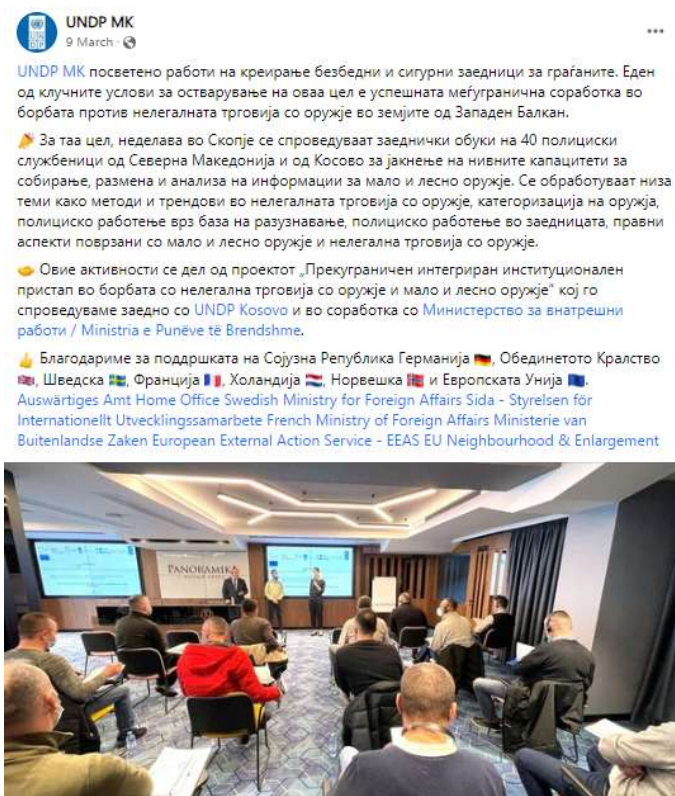 UNDP MK
9 March
UNDP MK посветено работи на креирање безбедни и сигурни заедници за граѓаните. Еден
од клучните услови за остварување на оваа цел е успешната меѓугранична соработка во
борбата против нелегалната трговија со оружје во земјите од Западен Балкан.
За таа цел, неделава во Скопје се спроведуваат заеднички обуки на 40 полициски
службеници од Северна Македонија и од Косово за јакнење на нивните капацитети за
собирање, размена и анализа на информации за мало и лесно оружје. Се обработуваат низа
теми како методи и трендови во нелегалната трговија со оружје, категоризација на оружја,
полициско работење врз база на разузнавање, полициско работење во заедницата, правни
аспекти поврзани со мало и лесно оружје и нелегална трговија со оружје.
Овие активности се дел од проектот „Прекуграничен интегриран институционален
пристап во борбата со нелегална трговија со оружје и мало и лесно оружје“ кој го
спроведуваме заедно со UNDP Kosovo и во соработка со Министерство за внатрешни
работи / Ministria e Punëve të Brendshme.
Благодариме за поддршката на Сојузна Република Германија, Обединетото Кралство
, Шведска, Франција, Холандија, Норвешка и Европската Унија.
Auswärtiges Amt Home Office Swedish Ministry for Foreign Affairs Sida - Styrelsen för
Internationellt Utvecklingssamarbete French Ministry of Foreign Affairs Ministerie van
Buitenlandse Zaken European External Action Service - EEAS EU Neighbourhood & Enlargement
PANORAMIKA